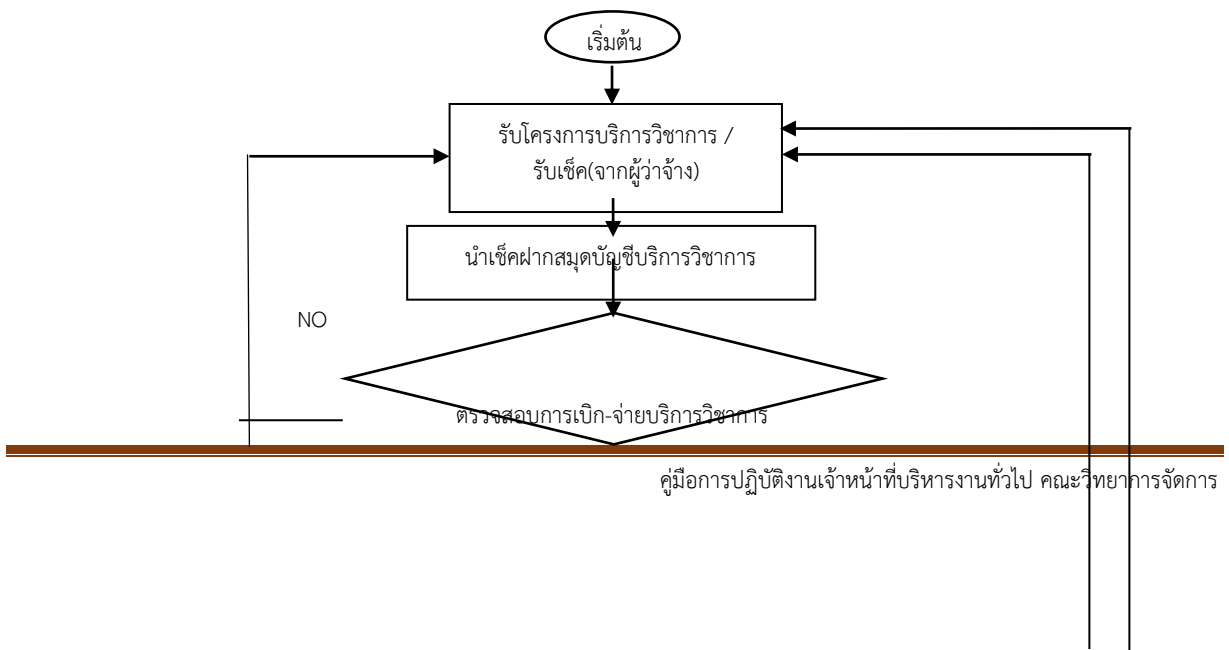 เริ่มต้น
รับโครงการบริการวิชาการ /
รับเช็ค(จากผู้ว่าจ้าง)
นำเช็คฝากสมุดบัญชีบริการวิชาการ
NO
ตรวจสอบการเบิก-จ่ายบริการวิชาการ
คู่มือการปฏิบัติงานเจ้าหน้าที่บริหารงานทั่วไป คณะวิทยาการจัดการ